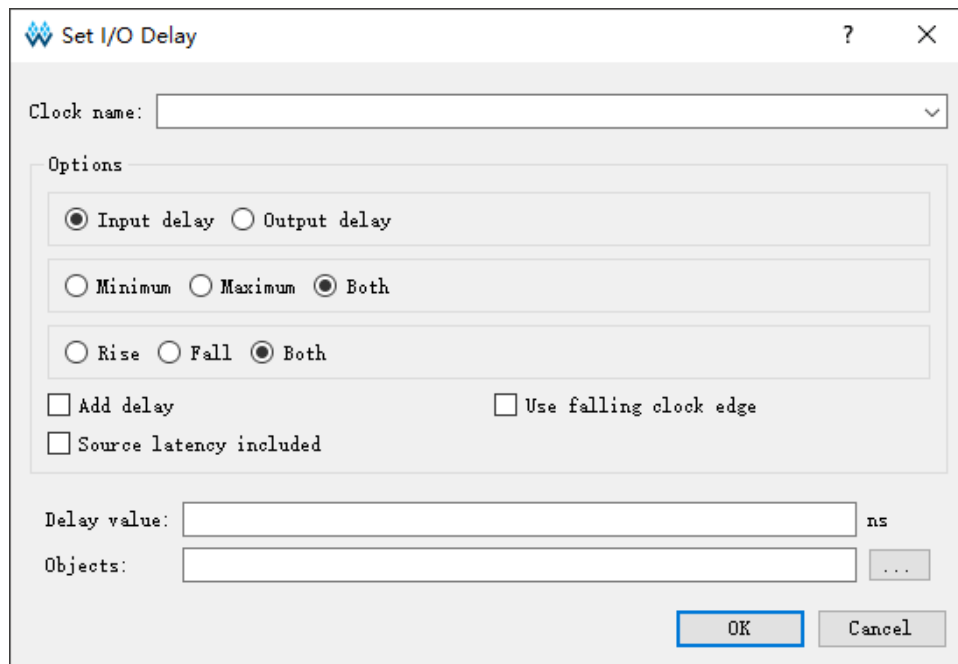 Set I/O Delay ?
Clock name:
Options
Input delay Output delay
Minimum Maximum Both
Rise Fall Both
Add delay Use falling clock edge
Source latency included
Delay value: ns
Objects: ...
OK Cancel